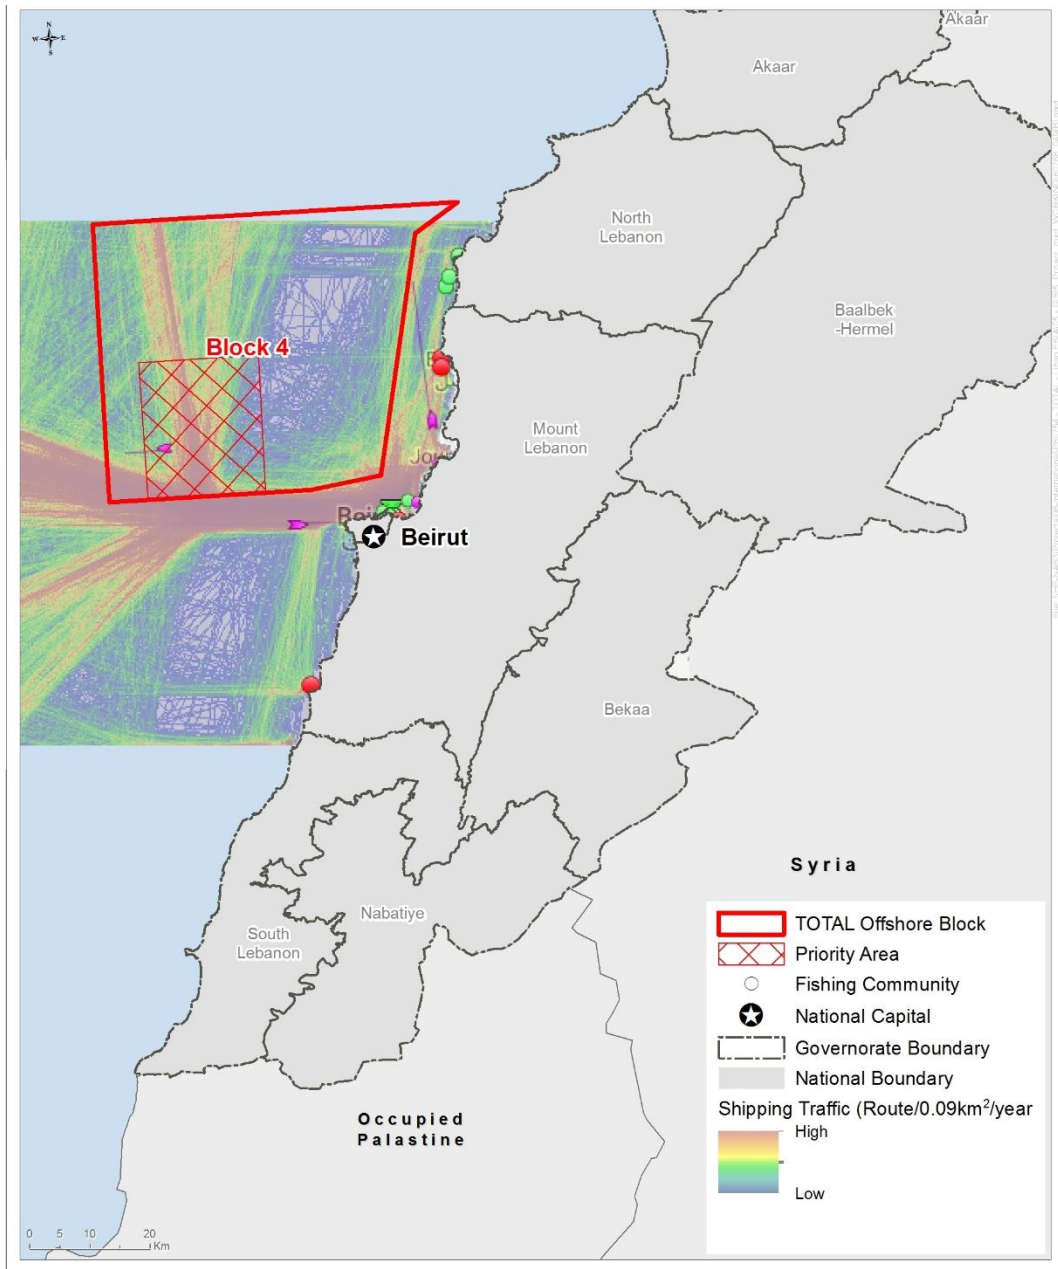 N
W E
S
Akaar
Akaar
North
Lebanon
Baalbek
-Hermel
Block 4
Mount
Lebanon
Jour
Beirut
Bekaa
Syria
Nabatiye
South
Lebanon
Occupied
Palastine
TOTAL Offshore Block
Priority Area
Fishing Community
National Capital
Governorate Boundary
National Boundary
Shipping Traffic (Route/0.09km²/year
High
Low
0 5 10 20
Km